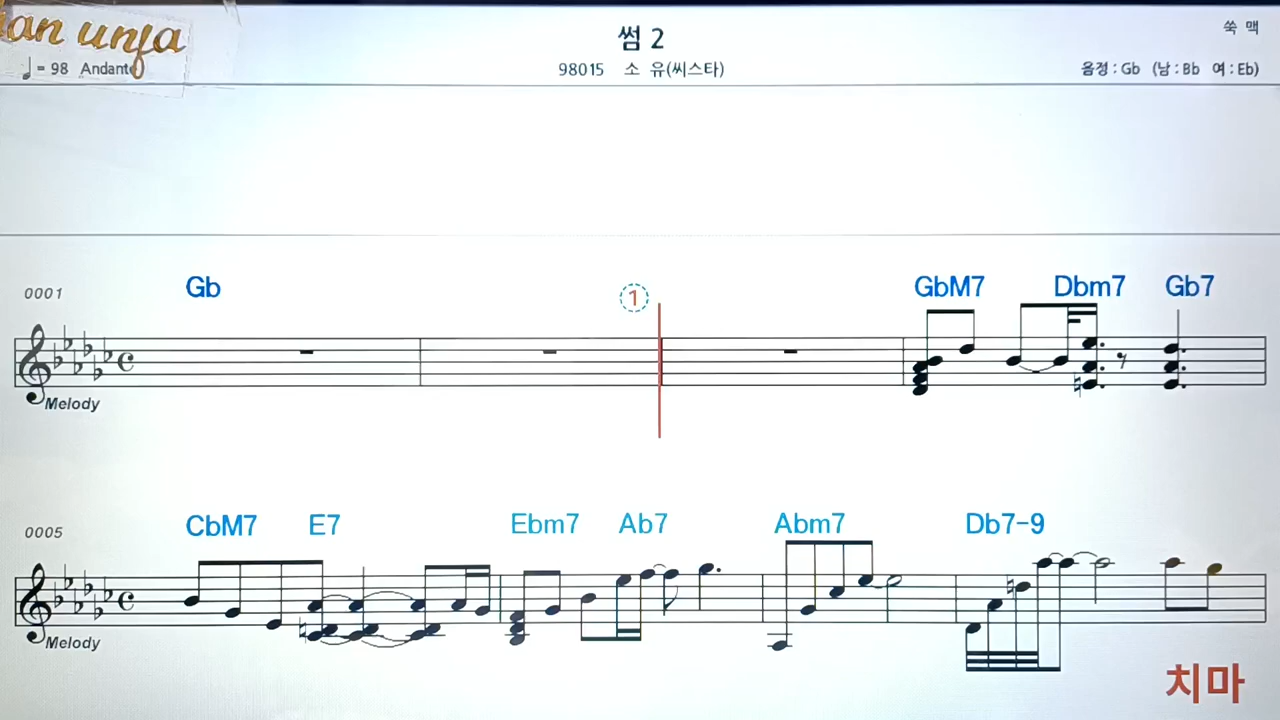 unja
썸 2
쑥 맥
♩= 98 Andante
98015 소 유(씨스타)
음정 : Gb (남 : Bb 여 : Eb)
①
0001 Gb GbM7 Dbm7 Gb7
Melody
0005 CbM7 E7 Ebm7 Ab7 Abm7 Db7-9
Melody
치마